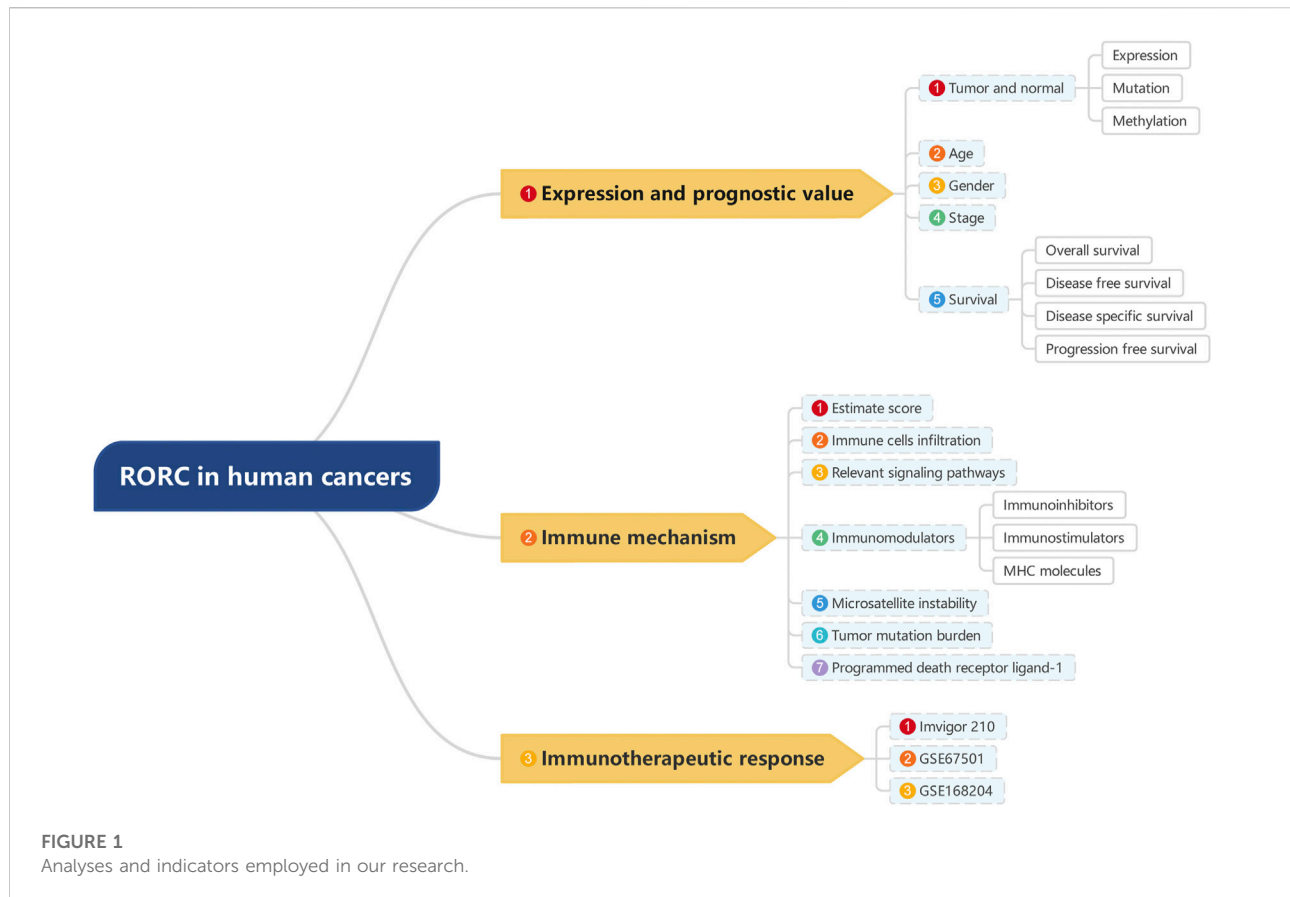 RORC in human cancers
1 Expression and prognostic value
1 Tumor and normal
Expression
Mutation
Methylation
2 Age
3 Gender
4 Stage
5 Survival
Overall survival
Disease free survival
Disease specific survival
Progression free survival
2 Immune mechanism
1 Estimate score
2 Immune cells infiltration
3 Relevant signaling pathways
4 Immunomodulators
Immunoinhibitors
Immunostimulators
MHC molecules
5 Microsatellite instability
6 Tumor mutation burden
7 Programmed death receptor ligand-1
3 Immunotherapeutic response
1 Imvigor 210
2 GSE67501
3 GSE168204
FIGURE 1
Analyses and indicators employed in our research.